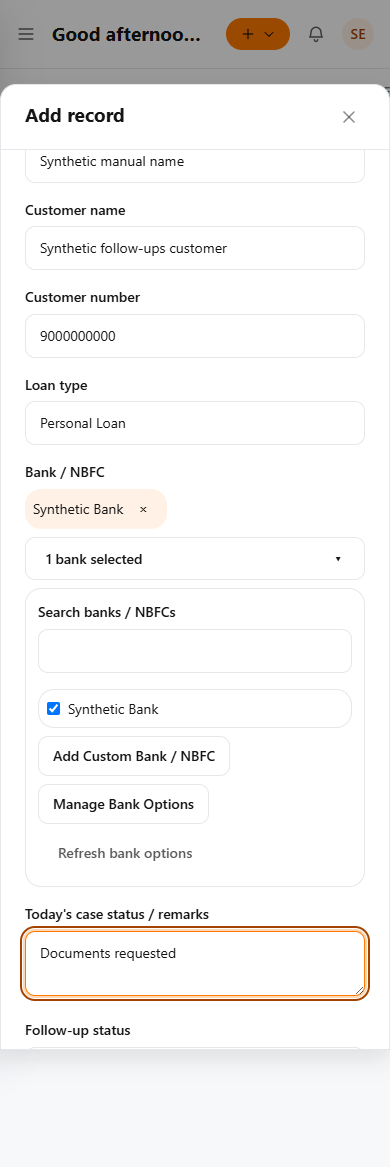 Good afternoo...
SE
Add record
Synthetic manual name
Customer name
Synthetic follow-ups customer
Customer number
9000000000
Loan type
Personal Loan
Bank / NBFC
Synthetic Bank ×
1 bank selected
Search banks / NBFCs
Synthetic Bank
Add Custom Bank / NBFC
Manage Bank Options
Refresh bank options
Today's case status / remarks
Documents requested
Follow-up status